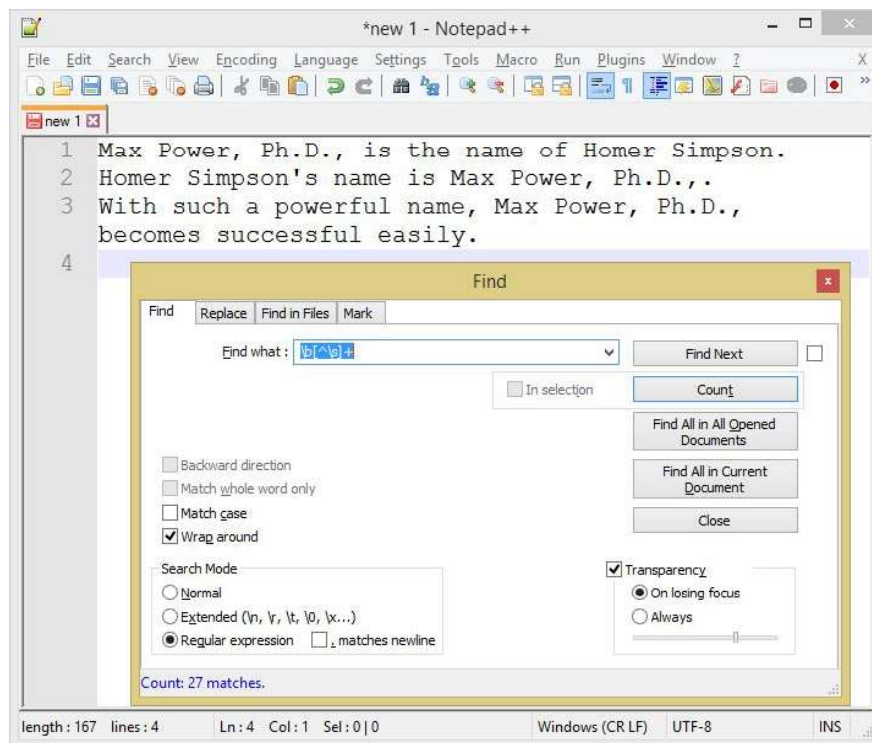 *new 1 - Notepad++
File Edit Search View Encoding Language Settings Tools Macro Run Plugins Window ? X
new 1
1 Max Power, Ph.D., is the name of Homer Simpson.
2 Homer Simpson's name is Max Power, Ph.D.,.
3 With such a powerful name, Max Power, Ph.D.,
becomes successful easily.
4
Find
Find Replace Find in Files Mark
Find what : \b[^\s]+
Find Next
In selection
Count
Find All in All Opened
Documents
Find All in Current
Document
Close
Backward direction
Match whole word only
Match case
Wrap around
Search Mode
Normal
Extended (\n, \r, \t, \0, \x...)
Regular expression . matches newline
Transparency
On losing focus
Always
Count: 27 matches.
length : 167 lines : 4 Ln : 4 Col : 1 Sel : 0 | 0 Windows (CR LF) UTF-8 INS